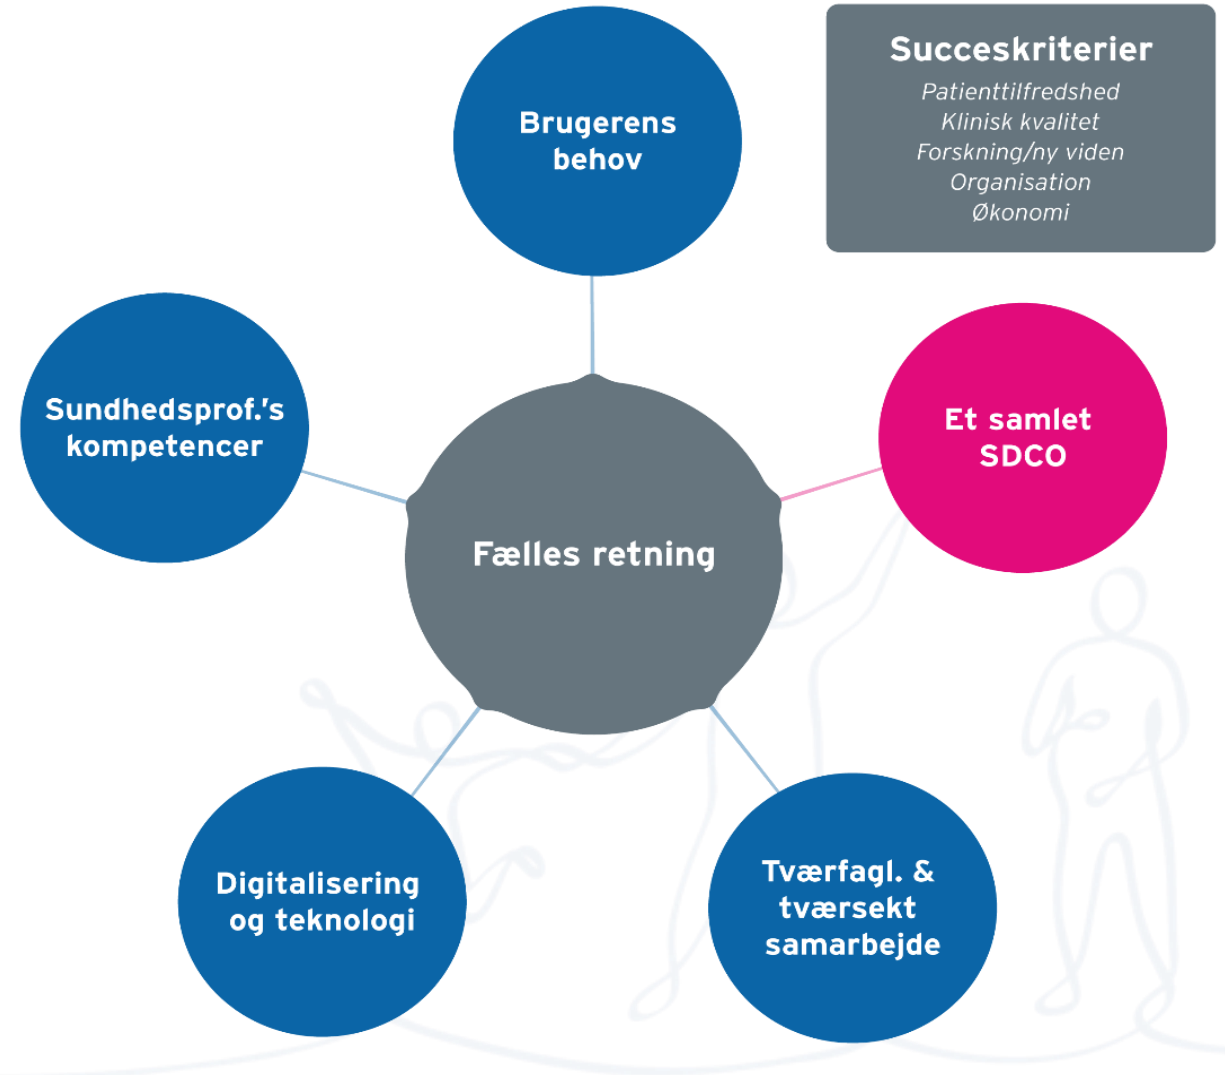 Succeskriterier
Patienttilfredshed
Klinisk kvalitet
Forskning/ny viden
Organisation
Økonomi
Brugerens
behov
Sundhedsprof.'s
kompetencer
Et samlet
SDCO
Fælles retning
Digitalisering
og teknologi
Tværfagl. &
tværsekt
samarbejde